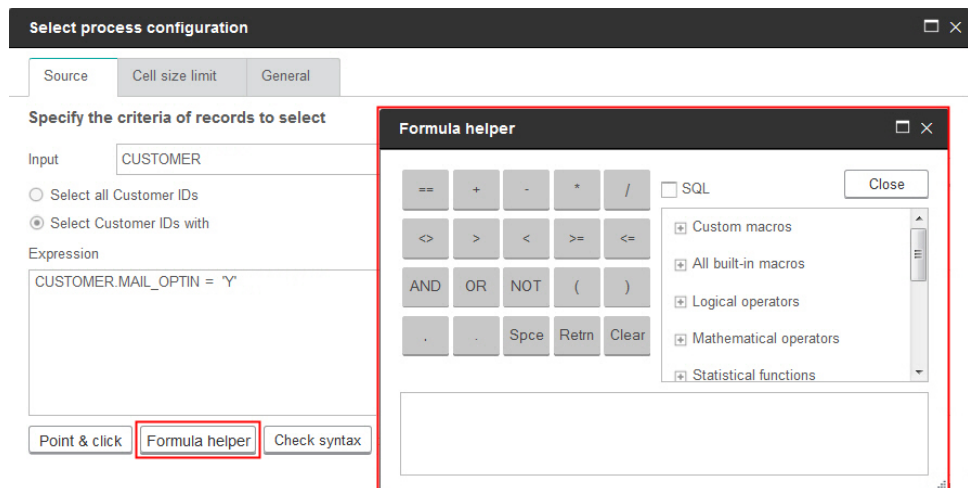 Select process configuration
Source Cell size limit General
Specify the criteria of records to select
Input CUSTOMER
Select all Customer IDs
Select Customer IDs with
Expression
CUSTOMER.MAIL_OPTIN = 'Y'
Point & click Formula helper Check syntax
Formula helper
== + - * /
<> > < >= <=
AND OR NOT ( )
, . Spce Retrn Clear
SQL Close
Custom macros
All built-in macros
Logical operators
Mathematical operators
Statistical functions